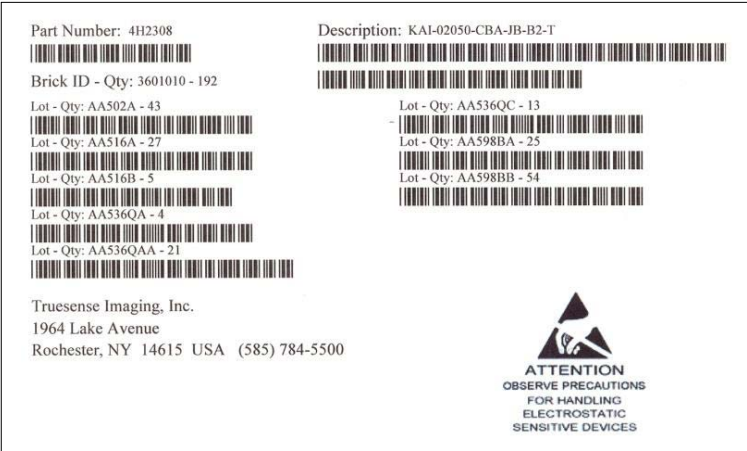 Part Number: 4H2308
Description: KAI-02050-CBA-JB-B2-T
Brick ID - Qty: 3601010 - 192
Lot - Qty: AA502A - 43
Lot - Qty: AA516A - 27
Lot - Qty: AA516B - 5
Lot - Qty: AA536QA - 4
Lot - Qty: AA536QAA - 21
Lot - Qty: AA536QC - 13
Lot - Qty: AA598BA - 25
Lot - Qty: AA598BB - 54
Truesense Imaging, Inc.
1964 Lake Avenue
Rochester, NY 14615 USA (585) 784-5500
ATTENTION
OBSERVE PRECAUTIONS
FOR HANDLING
ELECTROSTATIC
SENSITIVE DEVICES